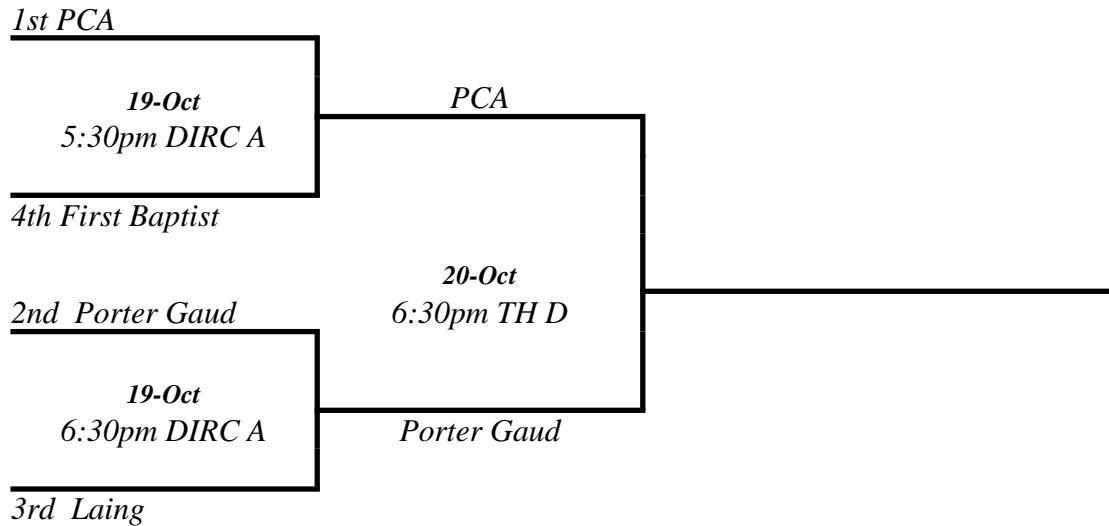 1st PCA
19-Oct
5:30pm DIRC A
PCA
4th First Baptist
20-Oct
6:30pm TH D
2nd  Porter Gaud
19-Oct
6:30pm DIRC A
Porter Gaud
3rd  Laing